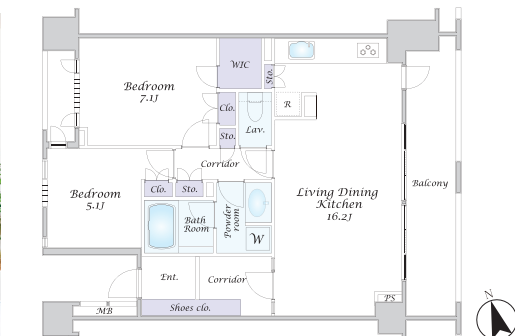 WIC
Sto.
Bedroom
7.1J
Clo.
R
Sto.
Lav.
Corridor
Bedroom
5.1J
Clo.
Sto.
Living Dining
Kitchen
16.2J
Balcony
Bath
Room
Powder
room
W
Ent.
Corridor
Shoes clo.
MB
PS
N